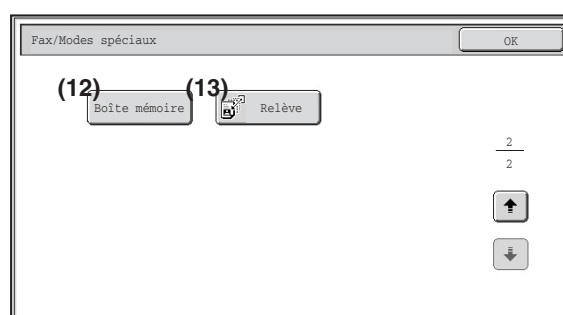 Fax/Modes spéciaux OK
(12) (13)
Boîte mémoire Relève
2
2